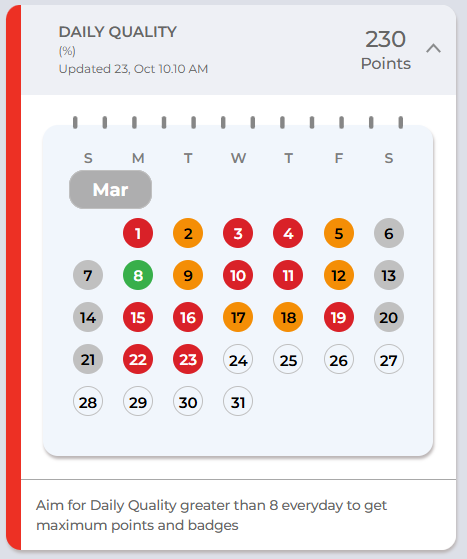 DAILY QUALITY
(%)
Updated 23, Oct 10.10 AM
230
Points
S M T W T F S
Mar
1 2 3 4 5 6
7 8 9 10 11 12 13
14 15 16 17 18 19 20
21 22 23 24 25 26 27
28 29 30 31
Aim for Daily Quality greater than 8 everyday to get
maximum points and badges